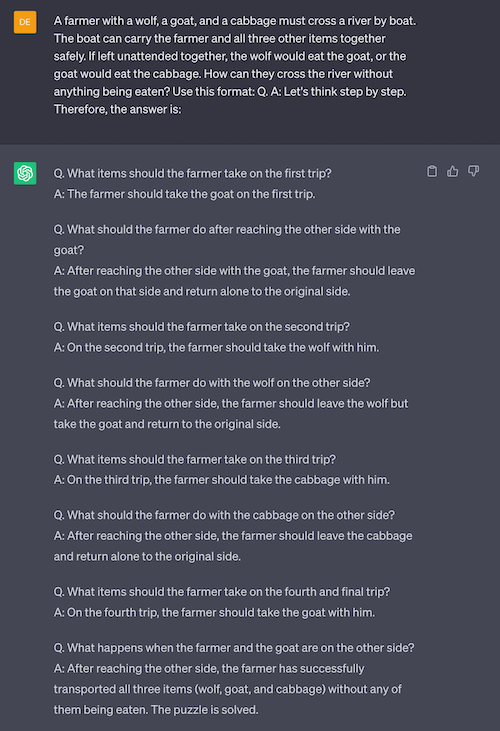 DE
A farmer with a wolf, a goat, and a cabbage must cross a river by boat.
The boat can carry the farmer and all three other items together
safely. If left unattended together, the wolf would eat the goat, or the
goat would eat the cabbage. How can they cross the river without
anything being eaten? Use this format: Q. A: Let's think step by step.
Therefore, the answer is:
Q. What items should the farmer take on the first trip?
A: The farmer should take the goat on the first trip.
Q. What should the farmer do after reaching the other side with the
goat?
A: After reaching the other side with the goat, the farmer should leave
the goat on that side and return alone to the original side.
Q. What items should the farmer take on the second trip?
A: On the second trip, the farmer should take the wolf with him.
Q. What should the farmer do with the wolf on the other side?
A: After reaching the other side, the farmer should leave the wolf but
take the goat and return to the original side.
Q. What items should the farmer take on the third trip?
A: On the third trip, the farmer should take the cabbage with him.
Q. What should the farmer do with the cabbage on the other side?
A: After reaching the other side, the farmer should leave the cabbage
and return alone to the original side.
Q. What items should the farmer take on the fourth and final trip?
A: On the fourth trip, the farmer should take the goat with him.
Q. What happens when the farmer and the goat are on the other side?
A: After reaching the other side, the farmer has successfully
transported all three items (wolf, goat, and cabbage) without any of
them being eaten. The puzzle is solved.